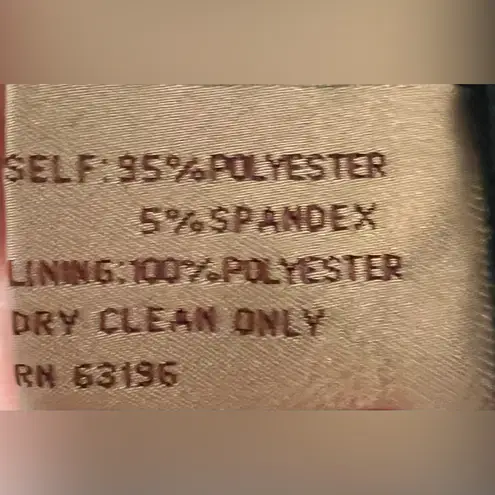 SELF:95%POLYESTER
5%SPANDEX
LINING:100%POLYESTER
DRY CLEAN ONLY
RN 63196